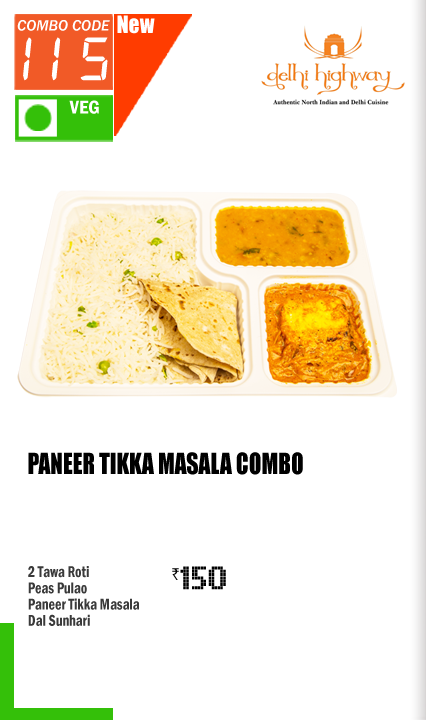 COMBO CODE
115
New
VEG
delhi highway
Authentic North Indian and Delhi Cuisine
PANEER TIKKA MASALA COMBO
2 Tawa Roti
Peas Pulao
Paneer Tikka Masala
Dal Sunhari
₹150